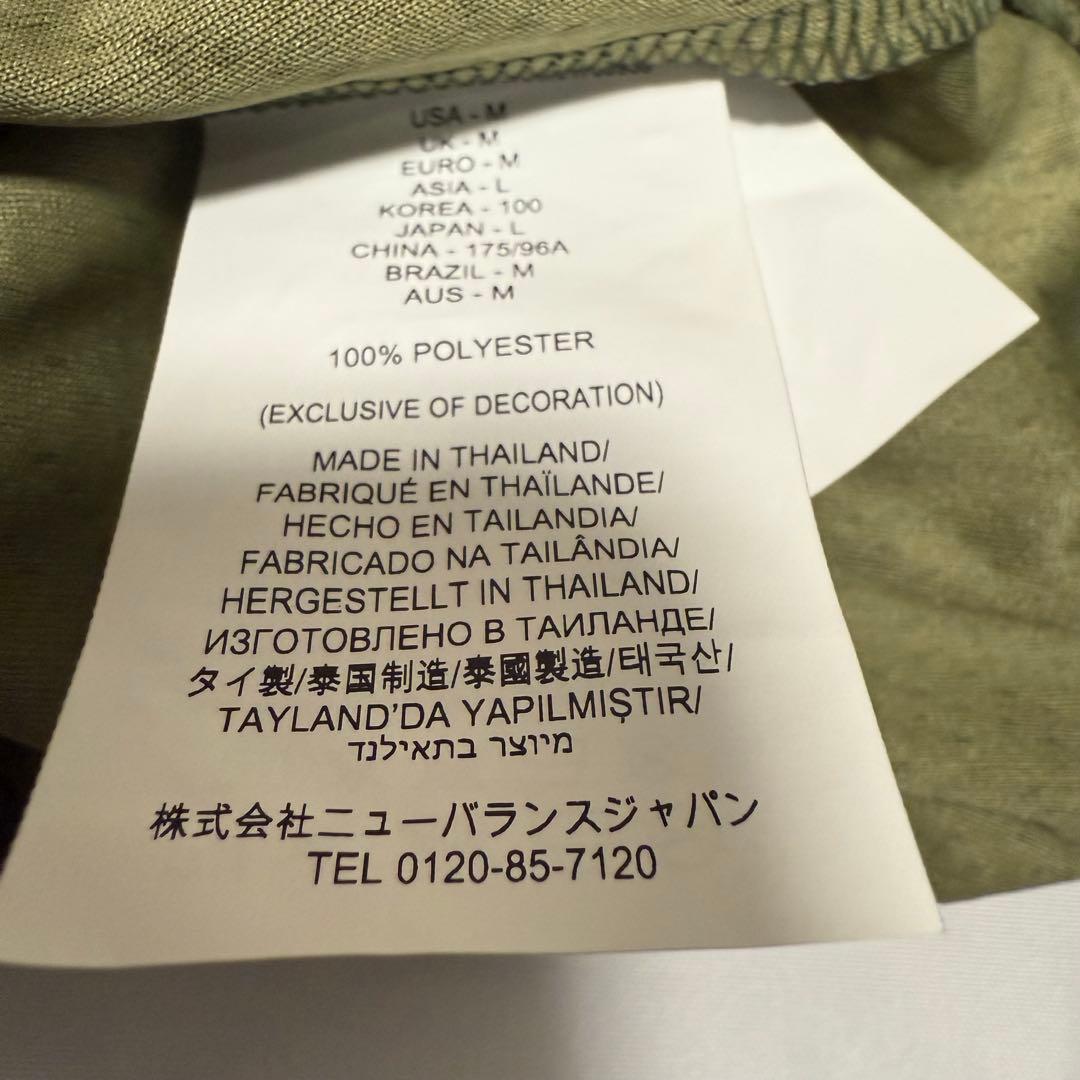 USA - M
UK - M
EURO - M
ASIA - L
KOREA - 100
JAPAN - L
CHINA - 175/96A
BRAZIL - M
AUS - M
100% POLYESTER
(EXCLUSIVE OF DECORATION)
MADE IN THAILAND/
FABRIQUÉ EN THAÏLANDE/
HECHO EN TAILANDIA/
FABRICADO NA TAILÂNDIA/
HERGESTELLT IN THAILAND/
ИЗГОТОВЛЕНО В ТАИЛАНДЕ/
タイ製/泰国制造/泰國製造/태국산/
TAYLAND'DA YAPILMIŞTIR/
מיוצר בתאילנד
株式会社ニューバランスジャパン
TEL 0120-85-7120